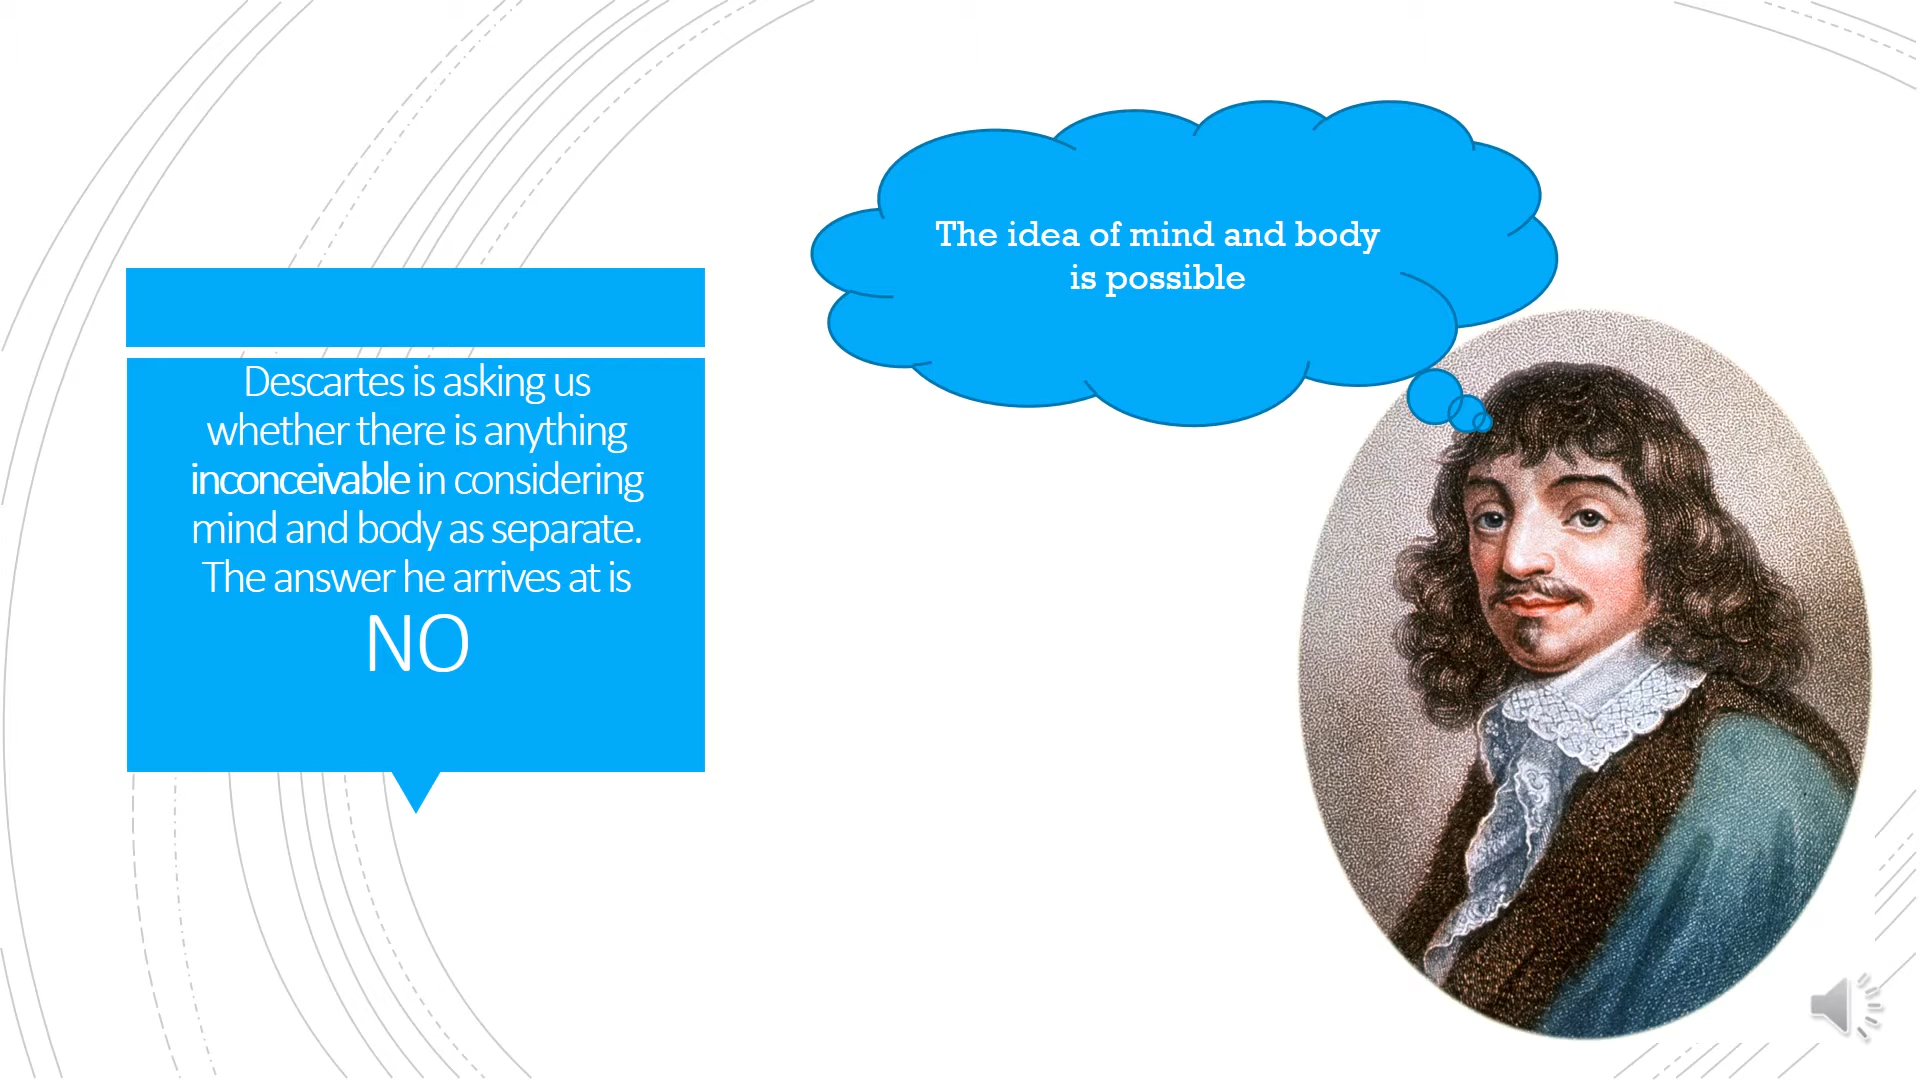 The idea of mind and body
is possible
Descartes is asking us
whether there is anything
inconceivable in considering
mind and body as separate.
The answer he arrives at is
NO